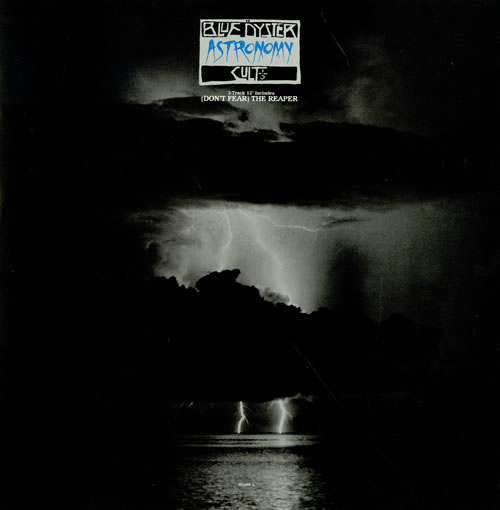 BLUE ÖYSTER
ASTRONOMY
CULT'S
3-Track 12" Includes
(DON'T FEAR) THE REAPER